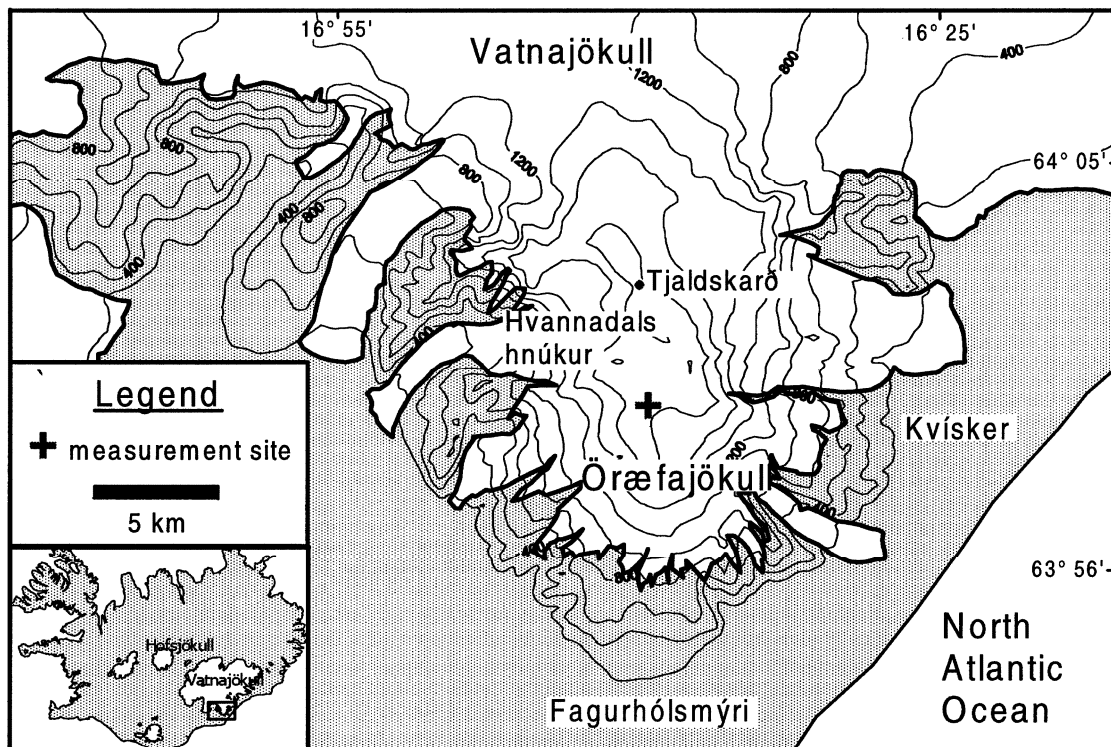 16° 55'
16° 25'
Vatnajökull
400
800
1200
800
800
1200
800
64° 05'
400
800
400
Tjaldskarð
Hvannadals
hnúkur
400
Legend
measurement site
5 km
Kvísker
Öræfajökull
400
63° 56'
Hofsjökull
Vatnajökull
North
Atlantic
Ocean
Fagurhólsmýri